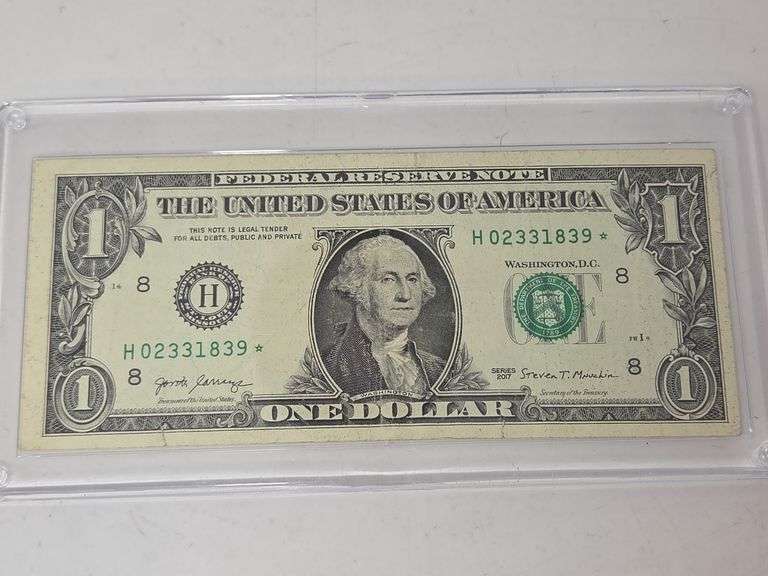 FEDERAL RESERVE NOTE
THE UNITED STATES OF AMERICA
1
1
THIS NOTE IS LEGAL TENDER
FOR ALL DEBTS, PUBLIC AND PRIVATE
H 02331839 ★
WASHINGTON, D.C.
8
8
H
ONE
H 02331839 ★
8
8
SERIES
2017
Steven T. Mnuchin
Treasurer of the United States.
Secretary of the Treasury.
WASHINGTON
1
1
ONE DOLLAR